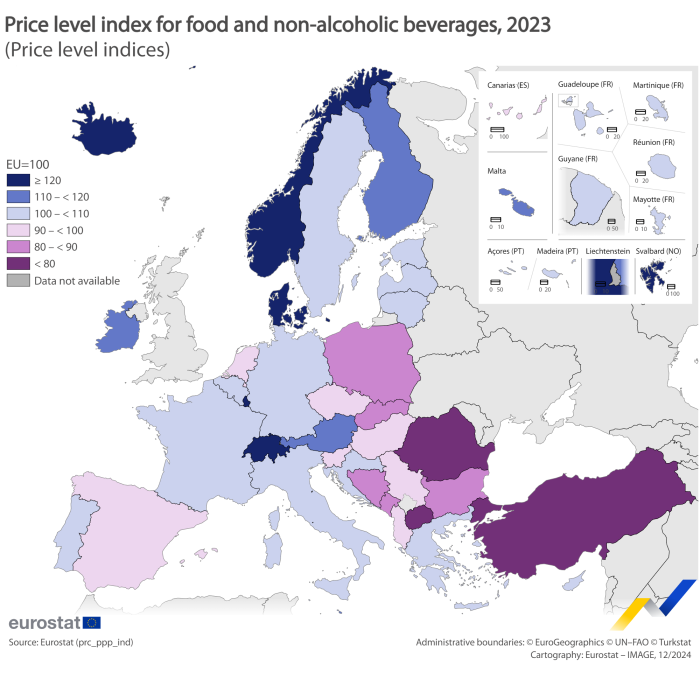 Price level index for food and non-alcoholic beverages, 2023
(Price level indices)
EU=100
≥ 120
110 – < 120
100 – < 110
90 – < 100
80 – < 90
< 80
Data not available
Canarias (ES)
0 100
Guadeloupe (FR)
0 20
Martinique (FR)
0 20
Réunion (FR)
0 20
Guyane (FR)
0 50
Malta
0 10
Mayotte (FR)
0 10
Açores (PT)
0 50
Madeira (PT)
0 20
Liechtenstein
Svalbard (NO)
0 100
eurostat
Source: Eurostat (prc_ppp_ind)
Administrative boundaries: © EuroGeographics © UN–FAO © Turkstat
Cartography: Eurostat – IMAGE, 12/2024